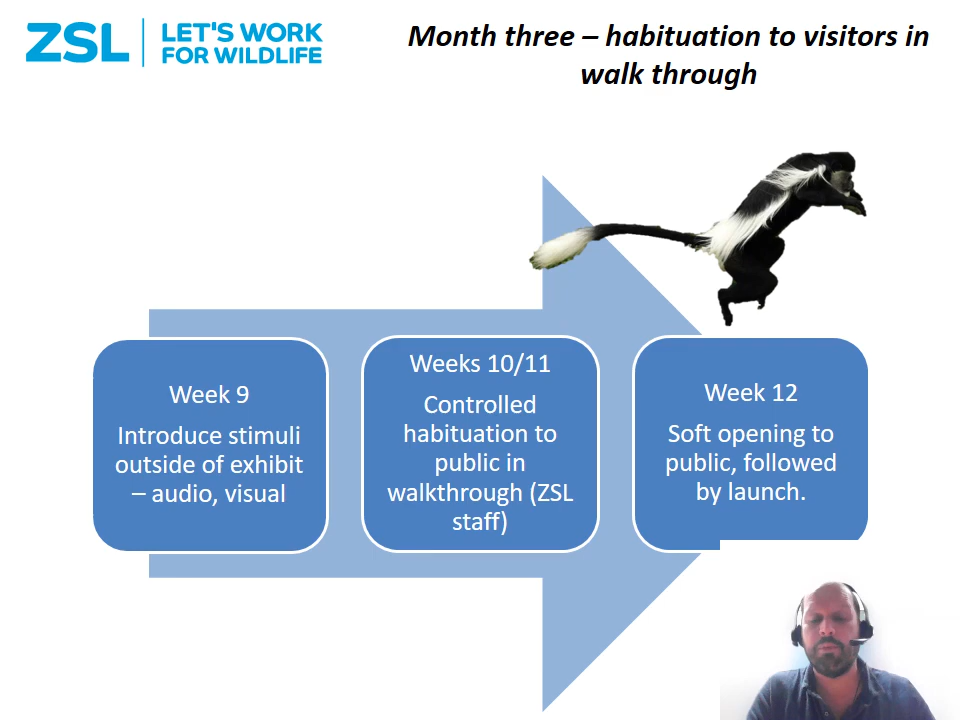 ZSL
LET'S WORK
FOR WILDLIFE
Month three – habituation to visitors in
walk through
Week 9
Introduce stimuli
outside of exhibit
– audio, visual
Weeks 10/11
Controlled
habituation to
public in
walkthrough (ZSL
staff)
Week 12
Soft opening to
public, followed
by launch.